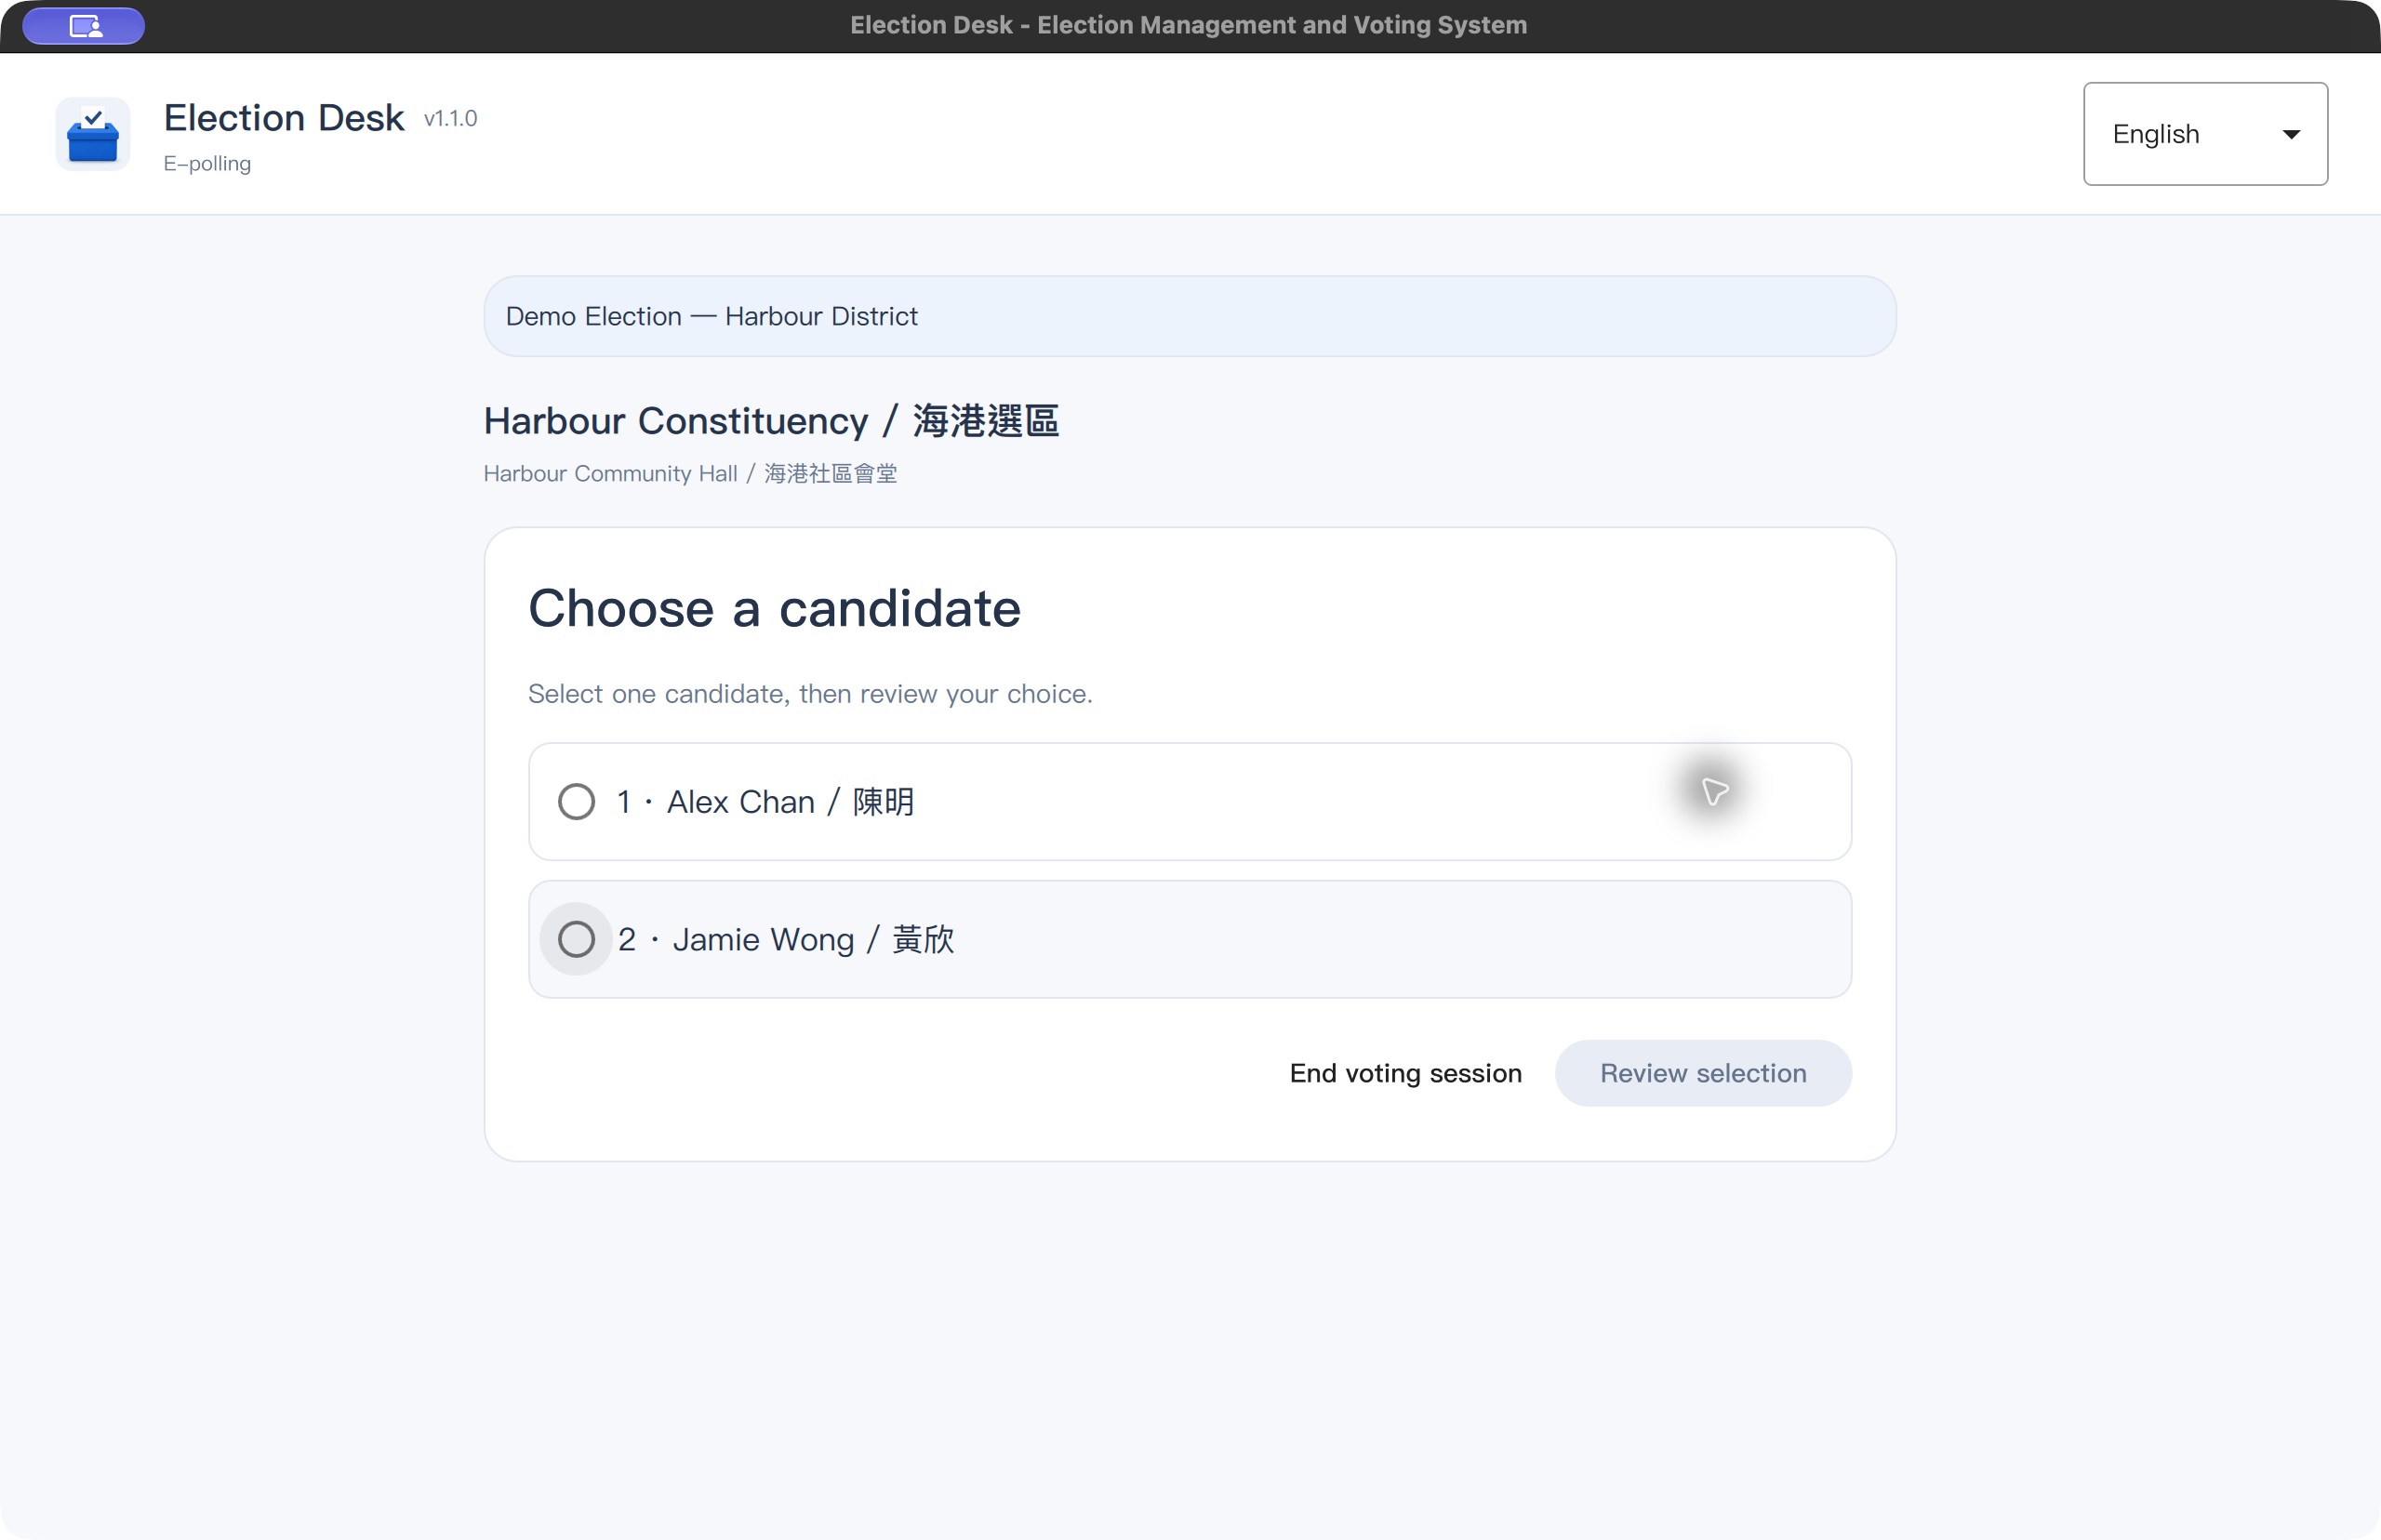 Election Desk - Election Management and Voting System
Election Desk v1.1.0
E-polling
English
Demo Election — Harbour District
Harbour Constituency / 海港選區
Harbour Community Hall / 海港社區會堂
Choose a candidate
Select one candidate, then review your choice.
1 · Alex Chan / 陳明
2 · Jamie Wong / 黃欣
End voting session
Review selection